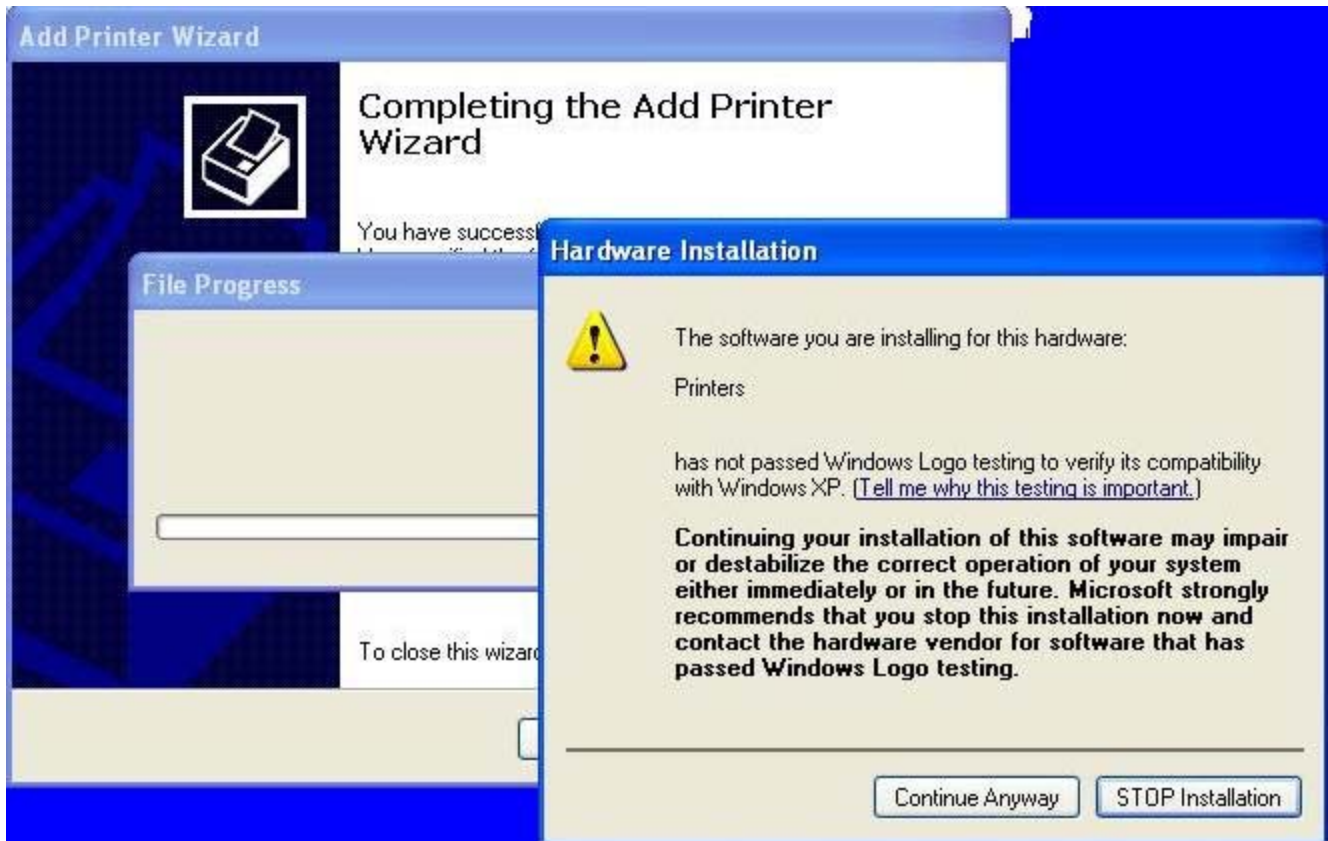 Add Printer Wizard
Completing the Add Printer
Wizard
You have success
File Progress
Hardware Installation
The software you are installing for this hardware:
Printers
has not passed Windows Logo testing to verify its compatibility
with Windows XP. (Tell me why this testing is important.)
Continuing your installation of this software may impair
or destabilize the correct operation of your system
either immediately or in the future. Microsoft strongly
recommends that you stop this installation now and
contact the hardware vendor for software that has
passed Windows Logo testing.
To close this wizard
Continue Anyway
STOP Installation